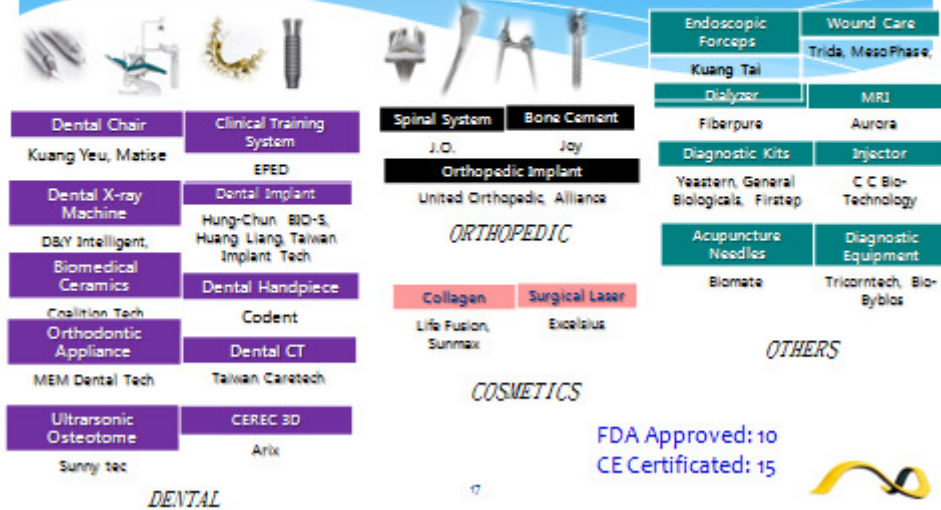 Dental Chair
Kuang Yeu, Matise
Dental X-ray
Machine
D&Y Intelligent,
Biomedical
Ceramics
Coalition Tech
Orthodontic
Appliance
MEM Dental Tech
Ultrarsonic
Osteotome
Sunny tec
Clinical Training
System
EPED
Dental Implant
Hung-Chun BIO-S,
Huang Liang, Taiwan
Implant Tech
Dental Handpiece
Codent
Dental CT
Taiwan Caretech
CEREC 3D
Arix
DENTAL
Spinal System
J.O.
Bone Cement
Joy
Orthopedic Implant
United Orthopedic, Alliance
ORTHOPEDIC
Collagen
Life Fusion,
Sunmax
Surgical Laser
Excelsius
COSMETICS
Endoscopic
Forceps
Kuang Tai
Wound Care
Trida, MesoPhase,
Dialyzer
Fiberpure
MRI
Aurora
Diagnostic Kits
Yeastern, General
Biologicals, Firstep
Injector
C C Bio-
Technology
Acupuncture
Needles
Biomate
Diagnostic
Equipment
Tricorntech, Bio-
Byblos
OTHERS
FDA Approved: 10
CE Certificated: 15
17